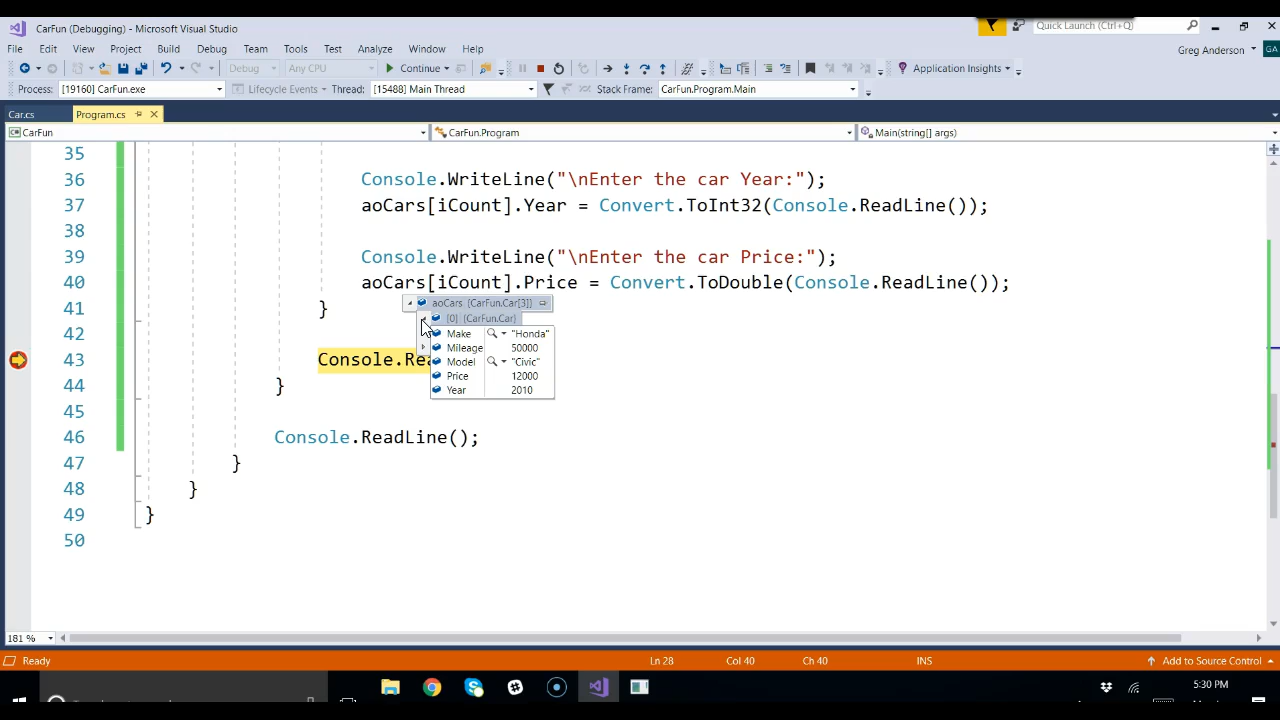 CarFun (Debugging) - Microsoft Visual Studio
Quick Launch (Ctrl+Q)
File Edit View Project Build Debug Team Tools Test Analyze Window Help
Greg Anderson GA
Debug Any CPU Continue Application Insights
Process: [19160] CarFun.exe Lifecycle Events Thread: [15488] Main Thread Stack Frame: CarFun.Program.Main
Car.cs Program.cs
CarFun CarFun.Program Main(string[] args)
35
36 Console.WriteLine("\nEnter the car Year:");
37 aoCars[iCount].Year = Convert.ToInt32(Console.ReadLine());
38
39 Console.WriteLine("\nEnter the car Price:");
40 aoCars[iCount].Price = Convert.ToDouble(Console.ReadLine());
41 }
aoCars {CarFun.Car[3]}
[0] {CarFun.Car}
42
Make "Honda"
Mileage 50000
43 Console.Rea
Model "Civic"
Price 12000
44 }
Year 2010
45
46 Console.ReadLine();
47 }
48 }
49 }
50
181 %
Ready Ln 28 Col 40 Ch 40 INS Add to Source Control
5:30 PM